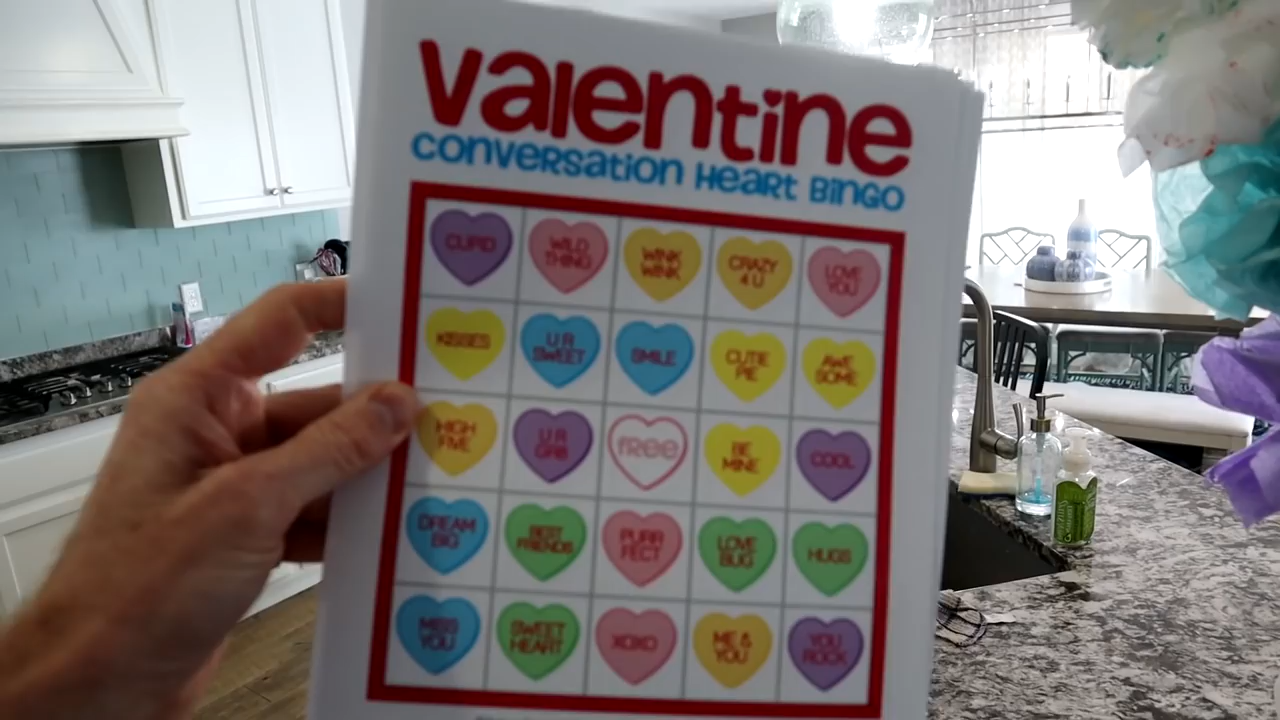 Valentine
conversation Heart Bingo
CUPID
WILD
THING
WINK
WINK
CRAZY
4 U
LOVE
YOU
KISSES
U R
SWEET
SMILE
CUTIE
PIE
AWE
SOME
HIGH
FIVE
U R
GR8
free
BE
MINE
COOL
DREAM
BIG
BEST
FRIENDS
PURR
FECT
LOVE
BUG
HUGS
MISS
YOU
SWEET
HEART
XOXO
ME &
YOU
YOU
ROCK